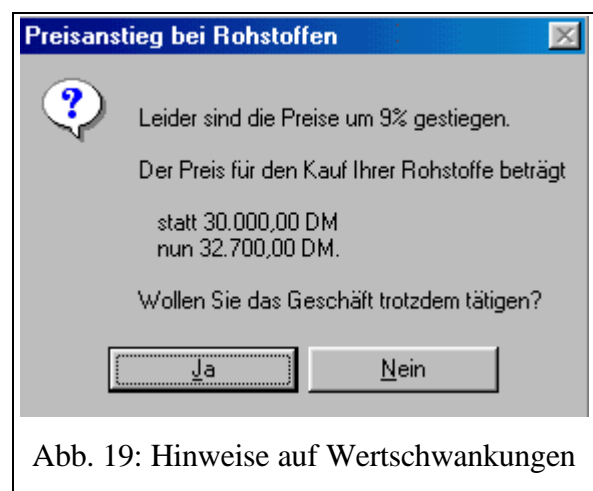 Preisanstieg bei Rohstoffen
?
Leider sind die Preise um 9% gestiegen.
Der Preis für den Kauf Ihrer Rohstoffe beträgt
statt 30.000,00 DM
nun 32.700,00 DM.
Wollen Sie das Geschäft trotzdem tätigen?
Ja
Nein
Abb. 19: Hinweise auf Wertschwankungen